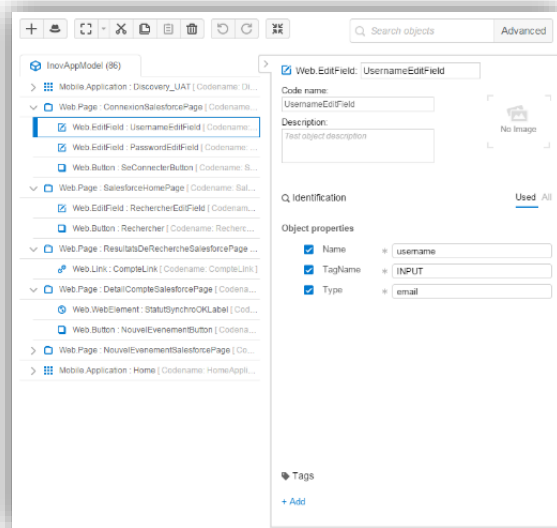 Search objects
Advanced
InovAppModel (86)
Mobile.Application : Discovery_UAT [ Codename: Di...
Web.Page : ConnexionSalesforcePage [ Codename...
Web.EditField : UsernameEditField [ Codename:...
Web.EditField : PasswordEditField [ Codename: ...
Web.Button : SeConnecterButton [ Codename: S...
Web.Page : SalesforceHomePage [ Codename: Sal...
Web.EditField : RechercherEditField [ Codenam...
Web.Button : Rechercher [ Codename: Recherc...
Web.Page : ResultatsDeRechercheSalesforcePage ...
Web.Link : CompteLink [ Codename: CompteLink ]
Web.Page : DetailCompteSalesforcePage [ Codena...
Web.WebElement : StatutSynchroOKLabel [ Cod...
Web.Button : NouvelEvenementButton [ Codena...
Web.Page : NouvelEvenementSalesforcePage [ Co...
Mobile.Application : Home [ Codename: HomeAppli...
Web.EditField: UsernameEditField
Code name:
UsernameEditField
Description:
Test object description
No Image
Identification
Used All
Object properties
Name * username
TagName * INPUT
Type * email
Tags
+ Add